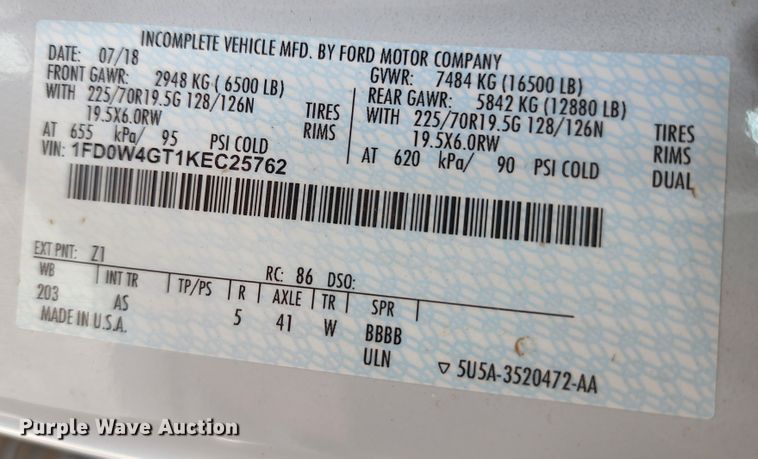 INCOMPLETE VEHICLE MFD. BY FORD MOTOR COMPANY
DATE: 07/18 GVWR: 7484 KG (16500 LB)
FRONT GAWR: 2948 KG ( 6500 LB) REAR GAWR: 5842 KG (12880 LB)
WITH 225/70R19.5G 128/126N TIRES WITH 225/70R19.5G 128/126N TIRES
19.5X6.0RW RIMS 19.5X6.0RW RIMS
AT 655 kPa/ 95 PSI COLD AT 620 kPa/ 90 PSI COLD DUAL
VIN: 1FD0W4GT1KEC25762
EXT PNT: Z1 RC: 86 DSO:
WB INT TR TP/PS R AXLE TR SPR
203 AS 5 41 W BBBB
MADE IN U.S.A. ULN ▽ 5U5A-3520472-AA
Purple Wave Auction